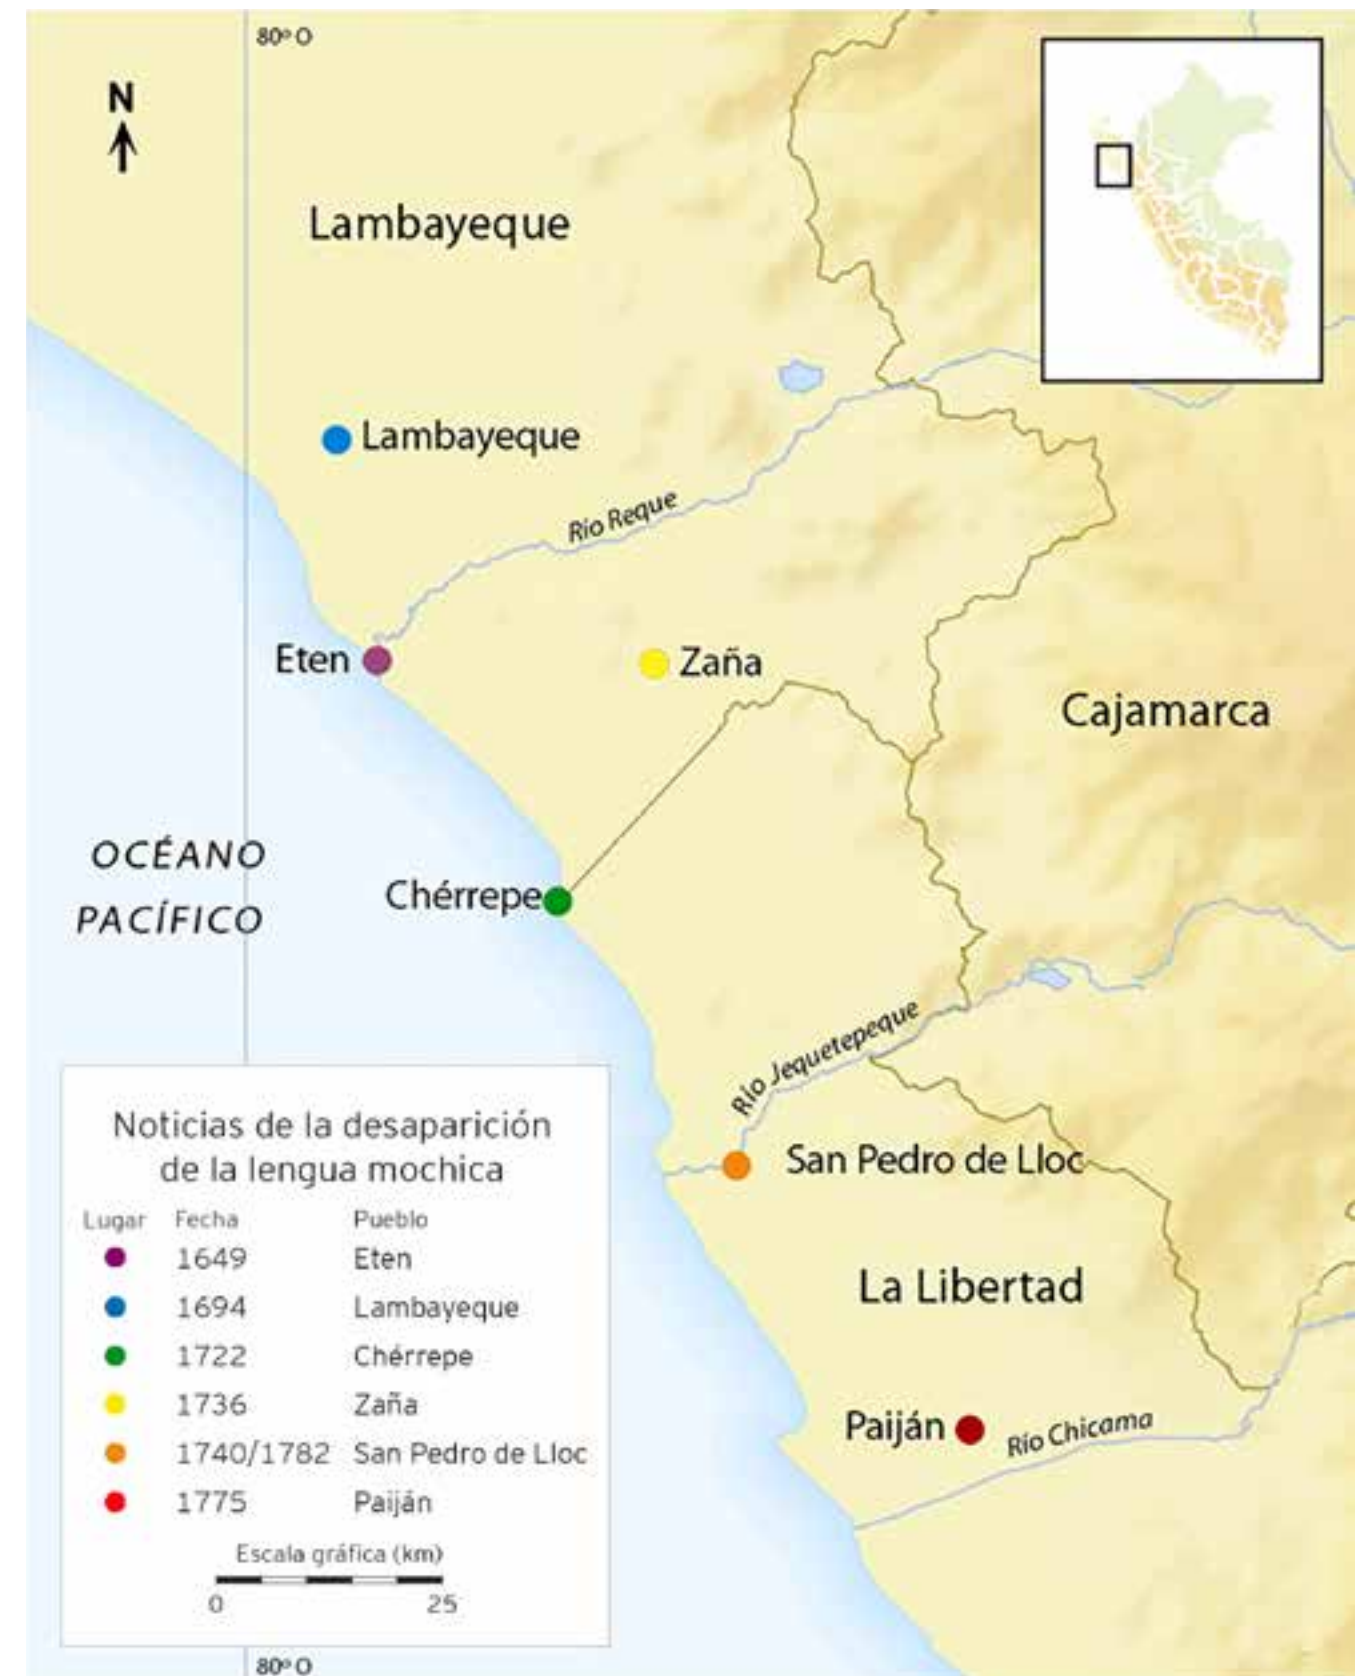 80º O
N
Lambayeque
Lambayeque
Río Reque
Eten
Zaña
Cajamarca
OCÉANO
PACÍFICO
Chérrepe
Río Jequetepeque
San Pedro de Lloc
La Libertad
Paiján
Río Chicama
Noticias de la desaparición
de la lengua mochica
Lugar Fecha Pueblo
1649 Eten
1694 Lambayeque
1722 Chérrepe
1736 Zaña
1740/1782 San Pedro de Lloc
1775 Paiján
Escala gráfica (km)
0 25
80º O